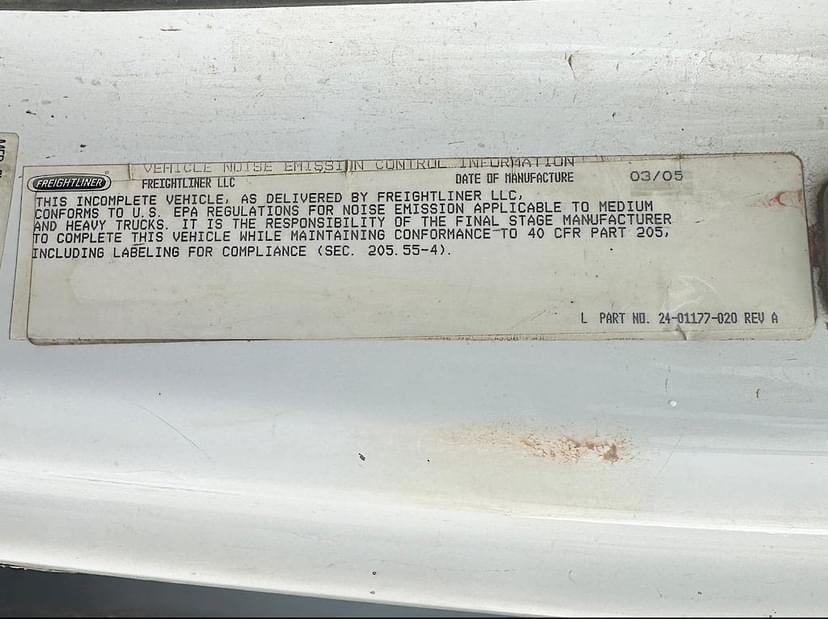 VEHICLE NOISE EMISSION CONTROL INFORMATION
FREIGHTLINER FREIGHTLINER LLC DATE OF MANUFACTURE 03/05
THIS INCOMPLETE VEHICLE, AS DELIVERED BY FREIGHTLINER LLC,
CONFORMS TO U.S. EPA REGULATIONS FOR NOISE EMISSION APPLICABLE TO MEDIUM
AND HEAVY TRUCKS. IT IS THE RESPONSIBILITY OF THE FINAL STAGE MANUFACTURER
TO COMPLETE THIS VEHICLE WHILE MAINTAINING CONFORMANCE TO 40 CFR PART 205,
INCLUDING LABELING FOR COMPLIANCE (SEC. 205.55-4).
L PART NO. 24-01177-020 REV A